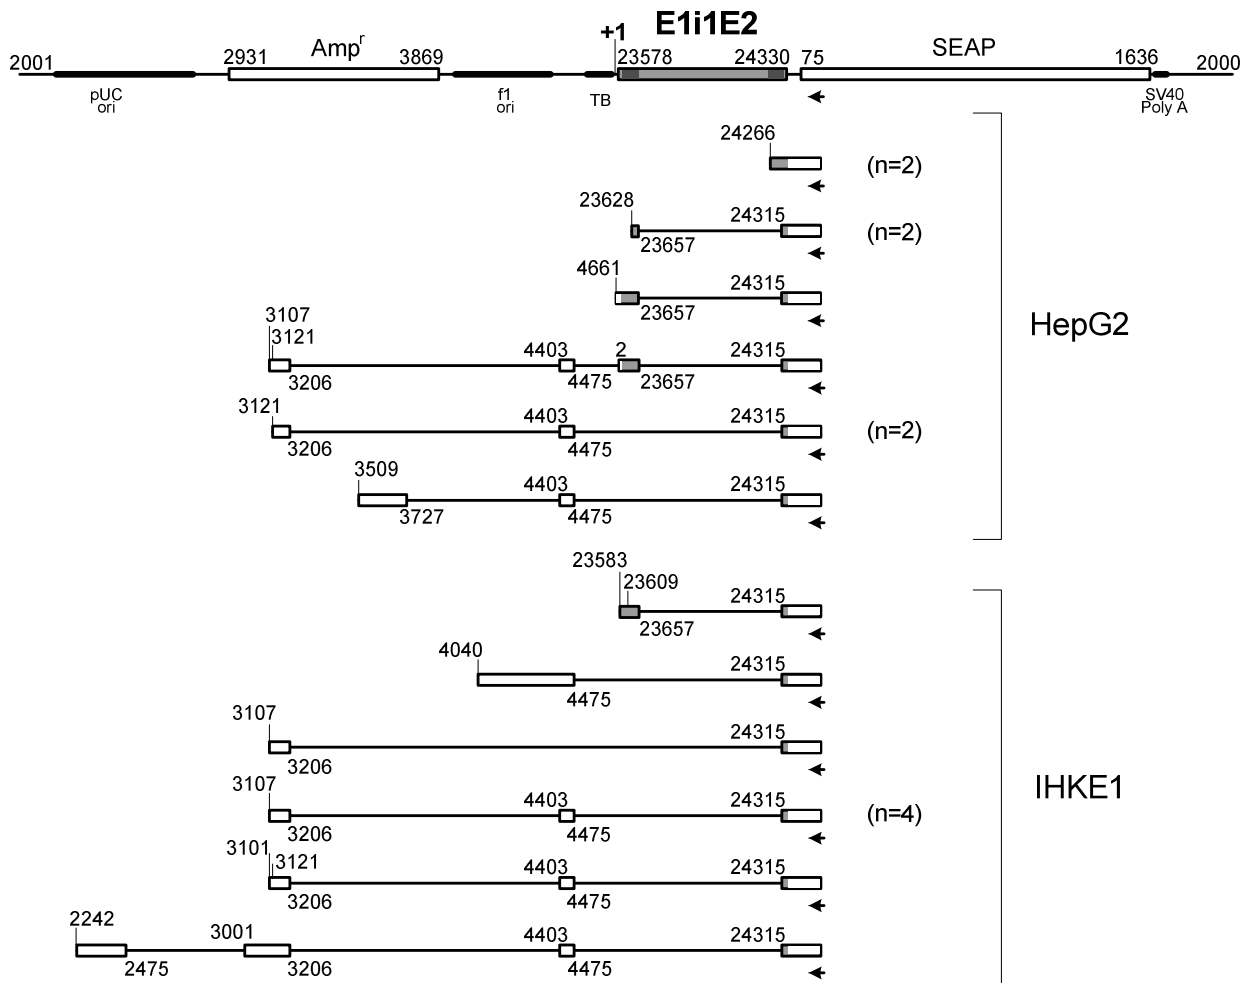 +1 E1i1E2
2001 2931 Ampʳ 3869 23578 24330 75 SEAP 1636 2000
pUC ori
f1 ori
TB
SV40 Poly A
24266
(n=2)
23628 24315
23657
(n=2)
4661 24315
23657
HepG2
3107
3121 4403 2 24315
3206 4475 23657
3121 4403 24315
3206 4475
(n=2)
3509 4403 24315
3727 4475
23583
23609 24315
23657
4040 24315
4475
3107 24315
3206
IHKE1
3107 4403 24315
3206 4475
(n=4)
3101
3121 4403 24315
3206 4475
2242 3001 4403 24315
2475 3206 4475